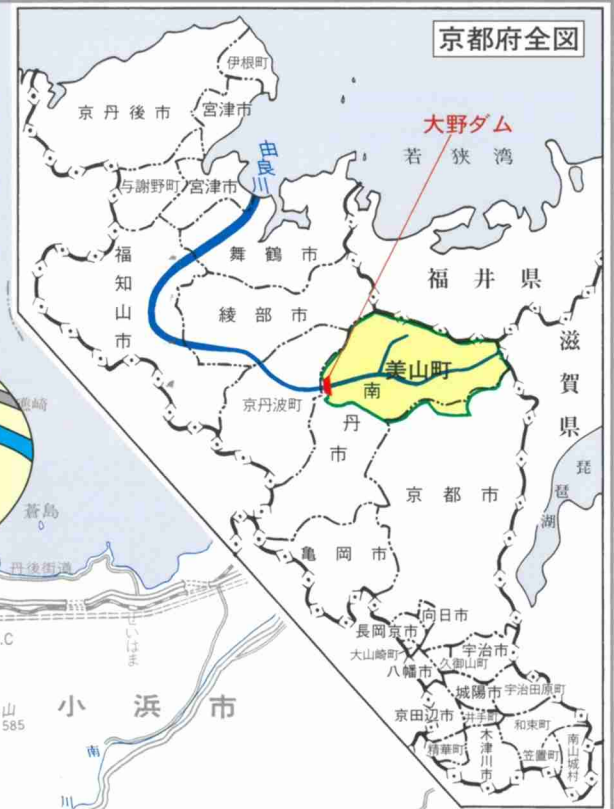 京都府全図
伊根町
京丹後市
宮津市
大野ダム
由良川
若狭湾
与謝野町
宮津市
舞鶴市
福知山市
福井県
綾部市
滋賀県
美山町
京丹波町
南丹市
琵琶湖
京都市
蒼島
亀岡市
丹後街道
向日市
長岡京市
いはま
大山崎町
宇治市
久御山町
八幡市
城陽市
宇治田原町
小浜市
山
585
京田辺市
井手町
和束町
精華町
木津川市
笠置町
南山城村
南
川
.C